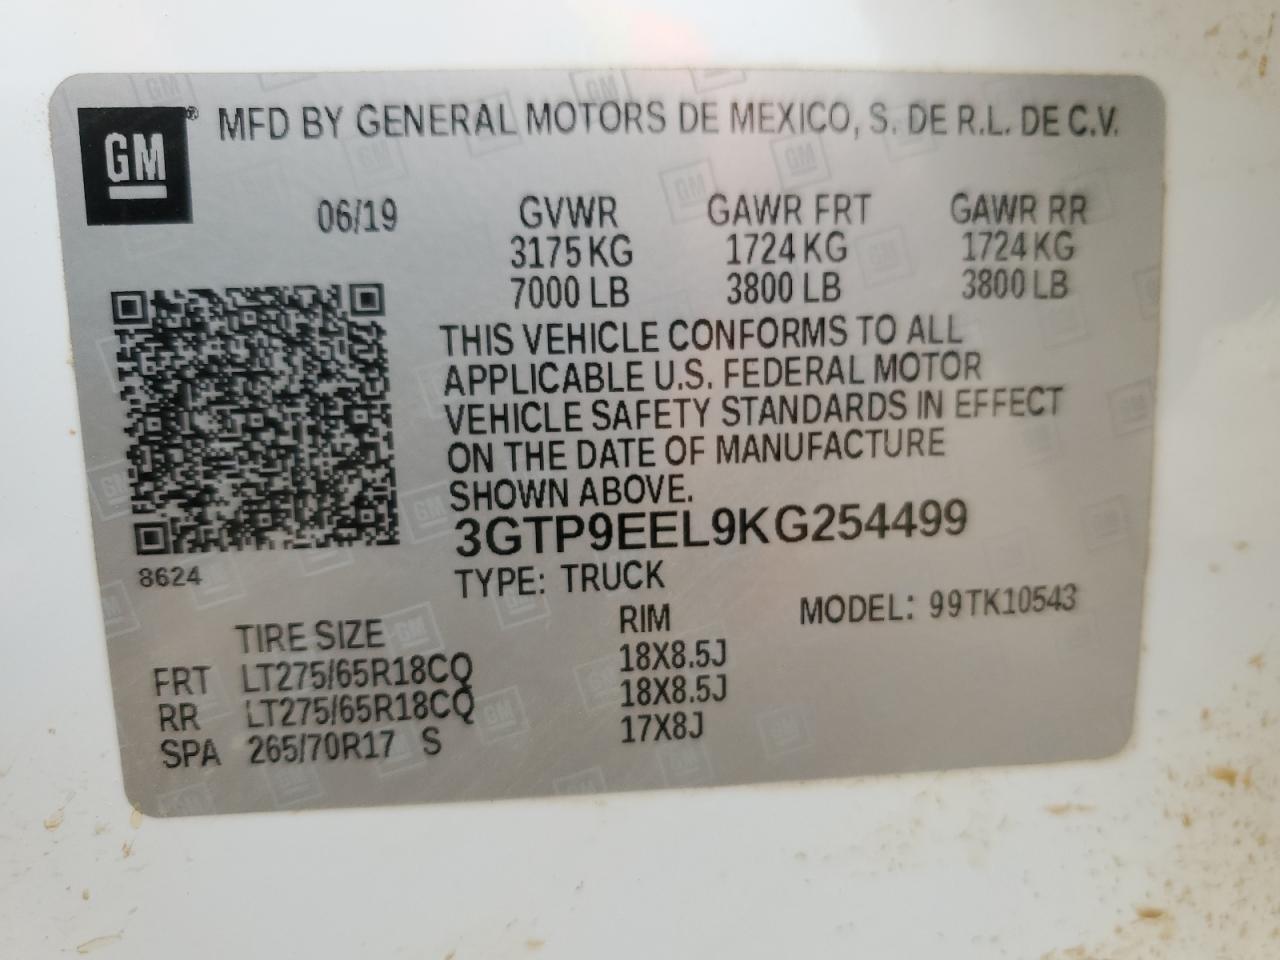 GM ® MFD BY GENERAL MOTORS DE MEXICO, S. DE R.L. DE C.V.
06/19 GVWR GAWR FRT GAWR RR
3175 KG 1724 KG 1724 KG
7000 LB 3800 LB 3800 LB
THIS VEHICLE CONFORMS TO ALL
APPLICABLE U.S. FEDERAL MOTOR
VEHICLE SAFETY STANDARDS IN EFFECT
ON THE DATE OF MANUFACTURE
SHOWN ABOVE.
3GTP9EEL9KG254499
8624
TYPE: TRUCK
MODEL: 99TK10543
TIRE SIZE RIM
FRT LT275/65R18CQ 18X8.5J
RR LT275/65R18CQ 18X8.5J
SPA 265/70R17 S 17X8J